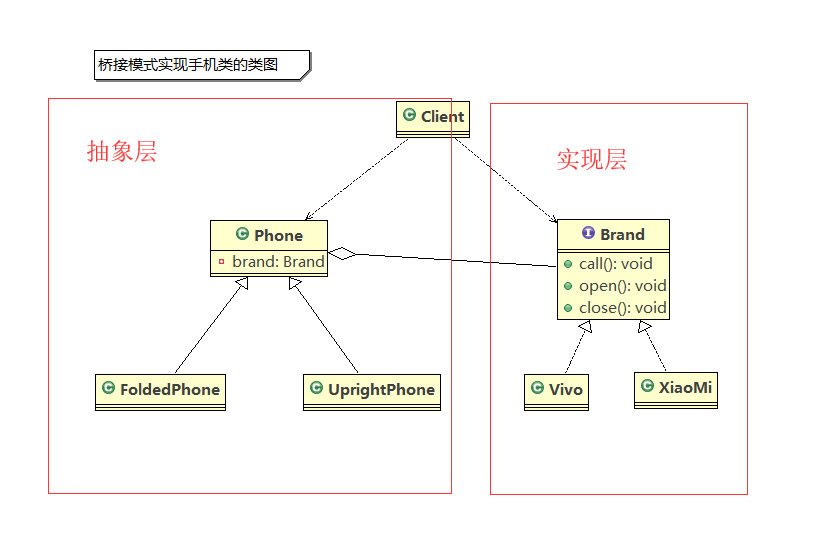 桥接模式实现手机类的类图
抽象层
实现层
C Client
C Phone
brand: Brand
I Brand
call(): void
open(): void
close(): void
C FoldedPhone
C UprightPhone
C Vivo
C XiaoMi